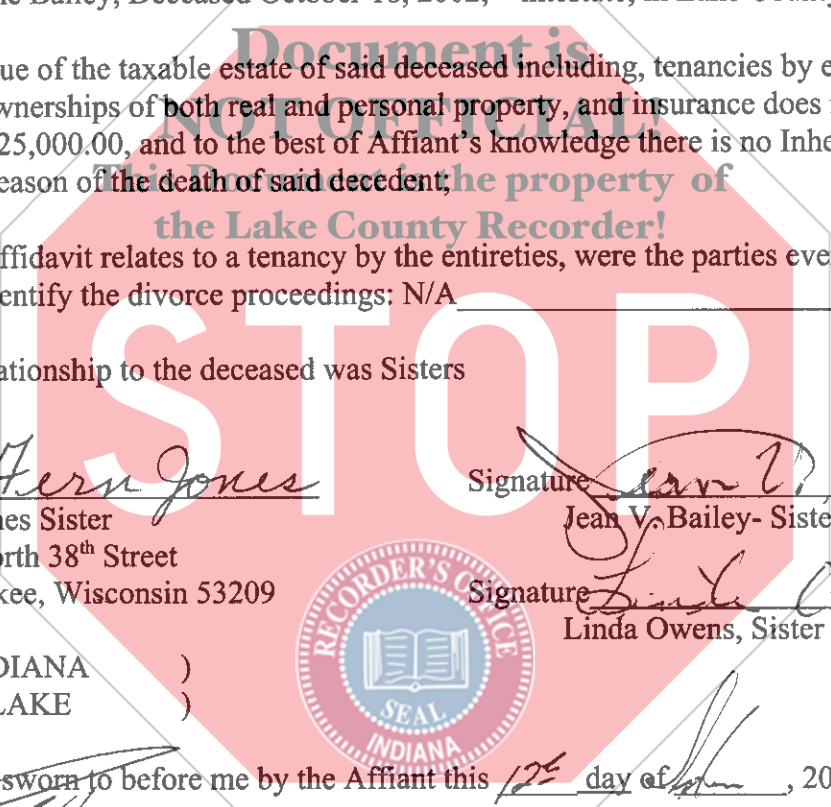 ne Bailey, Deceased October 18, 2002, intestate, in Lake County
Document is
ue of the taxable estate of said deceased including, tenancies by e
NOT OFFICIAL!
wnerships of both real and personal property, and insurance does
25,000.00, and to the best of Affiant's knowledge there is no Inhe
This Document is the property of
eason of the death of said decedent;
the Lake County Recorder!
ffidavit relates to a tenancy by the entireties, were the parties eve
entify the divorce proceedings: N/A
STOP
ationship to the deceased was Sisters
Fern Jones
Signature Jean V.
nes Sister
Jean V. Bailey- Siste
orth 38th Street
kee, Wisconsin 53209
Signature Linda
Linda Owens, Sister
DIANA )
LAKE )
RECORDER'S OFFICE
SEAL
INDIANA
sworn to before me by the Affiant this 12th day of , 20